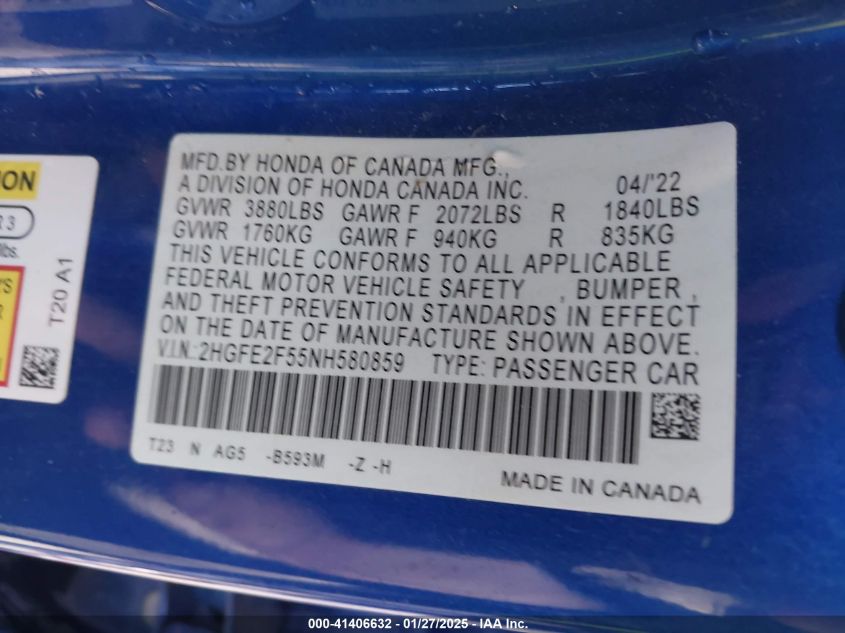 ION
R 3
lbs.
'S
R
T20 A1
MFD.BY HONDA OF CANADA MFG.,
A DIVISION OF HONDA CANADA INC. 04/'22
GVWR 3880LBS GAWR F 2072LBS R 1840LBS
GVWR 1760KG GAWR F 940KG R 835KG
THIS VEHICLE CONFORMS TO ALL APPLICABLE
FEDERAL MOTOR VEHICLE SAFETY , BUMPER ,
AND THEFT PREVENTION STANDARDS IN EFFECT
ON THE DATE OF MANUFACTURE SHOWN ABOVE.
V.I.N.:2HGFE2F55NH580859 TYPE: PASSENGER CAR
T23 N AG5 -B593M -Z -H
MADE IN CANADA
000-41406632 — 01/27/2025 — IAA Inc.